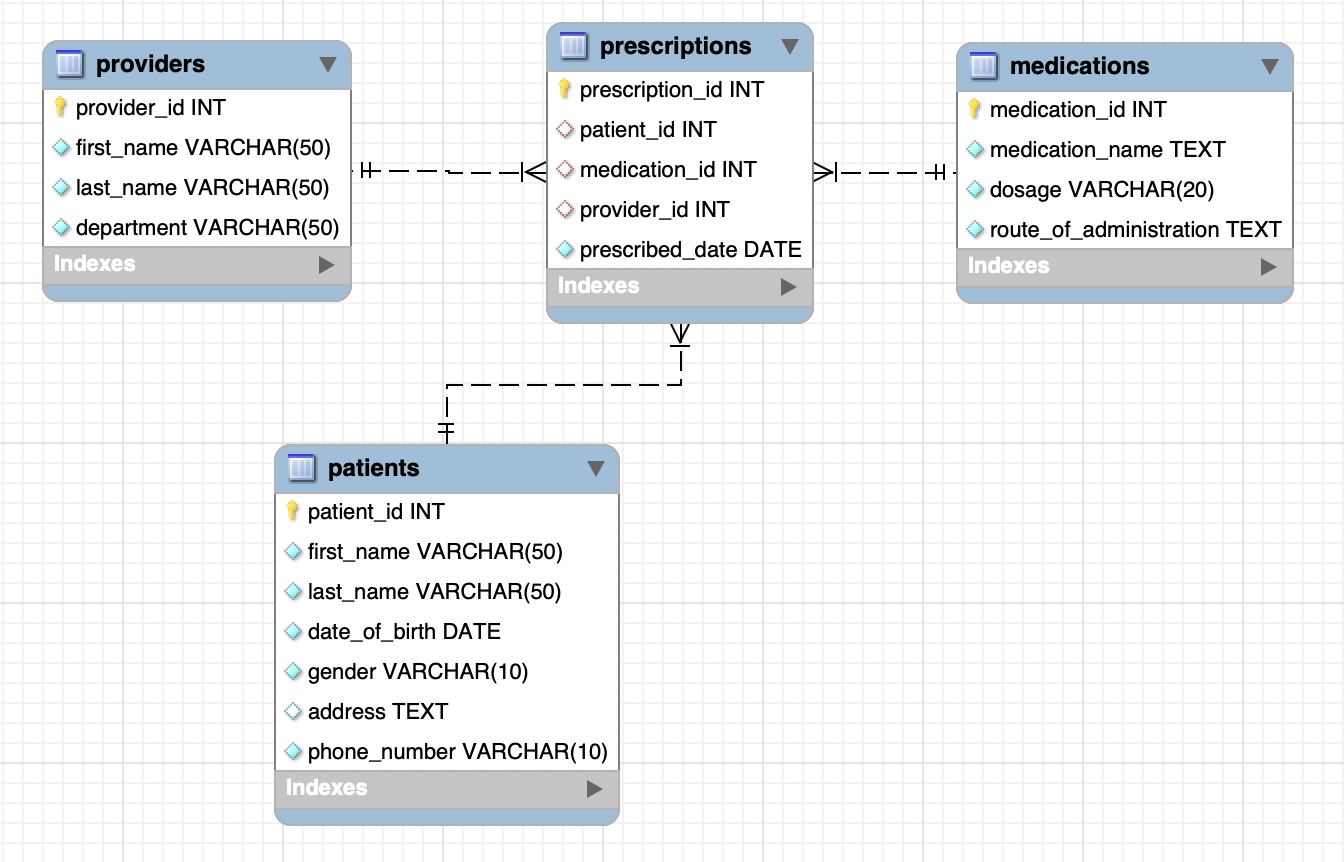 providers
provider_id INT
first_name VARCHAR(50)
last_name VARCHAR(50)
department VARCHAR(50)
Indexes
prescriptions
prescription_id INT
patient_id INT
medication_id INT
provider_id INT
prescribed_date DATE
Indexes
medications
medication_id INT
medication_name TEXT
dosage VARCHAR(20)
route_of_administration TEXT
Indexes
patients
patient_id INT
first_name VARCHAR(50)
last_name VARCHAR(50)
date_of_birth DATE
gender VARCHAR(10)
address TEXT
phone_number VARCHAR(10)
Indexes